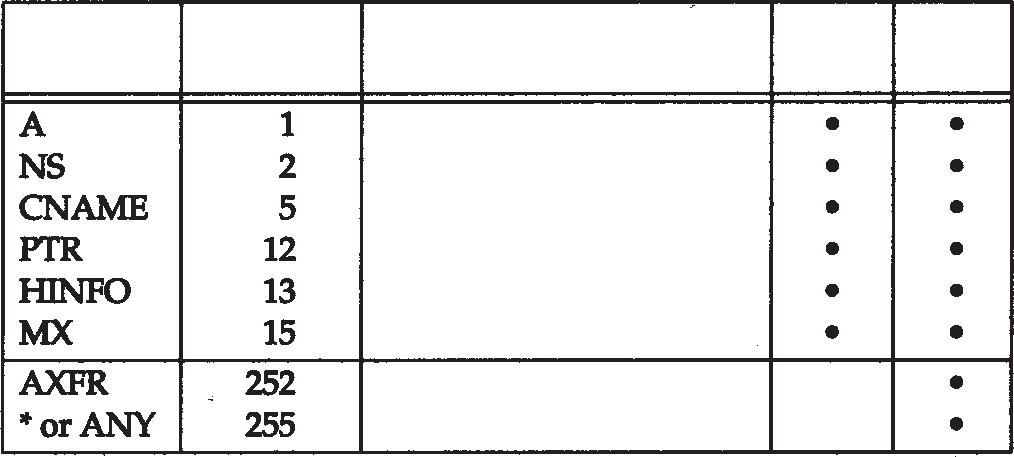 A 1 • •
NS 2 • •
CNAME 5 • •
PTR 12 • •
HINFO 13 • •
MX 15 • •
AXFR 252 •
* or ANY 255 •